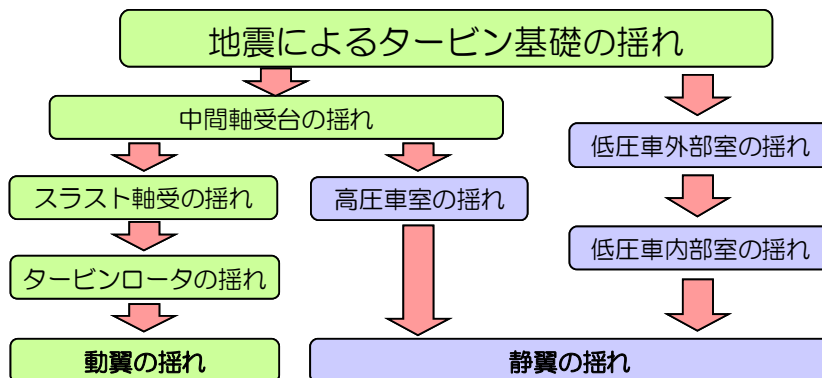 地震によるタービン基礎の揺れ
中間軸受台の揺れ
低圧車外部室の揺れ
スラスト軸受の揺れ
高圧車室の揺れ
低圧車内部室の揺れ
タービンロータの揺れ
動翼の揺れ
静翼の揺れ